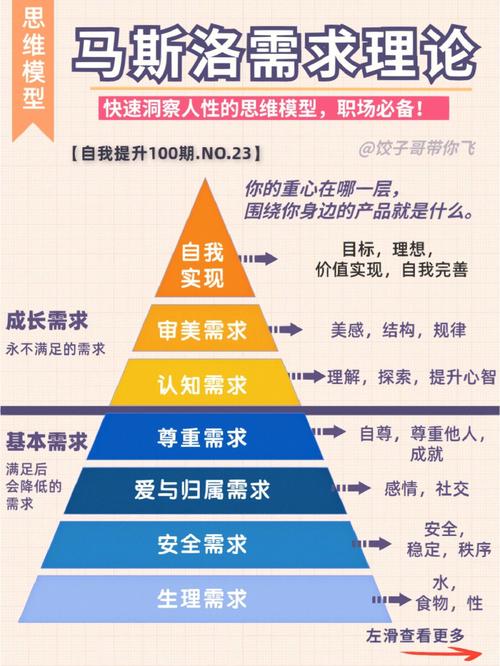 思维模型
马斯洛需求理论
快速洞察人性的思维模型，职场必备！
【自我提升100期.NO.23】
@饺子哥带你飞
你的重心在哪一层，
围绕你身边的产品就是什么。
自我
实现
目标，理想，
价值实现，自我完善
成长需求
永不满足的需求
审美需求
美感，结构，规律
认知需求
理解，探索，提升心智
基本需求
满足后
会降低的
需求
尊重需求
自尊，尊重他人，
成就
爱与归属需求
感情，社交
安全需求
安全，
稳定，秩序
生理需求
水，
食物，性
左滑查看更多